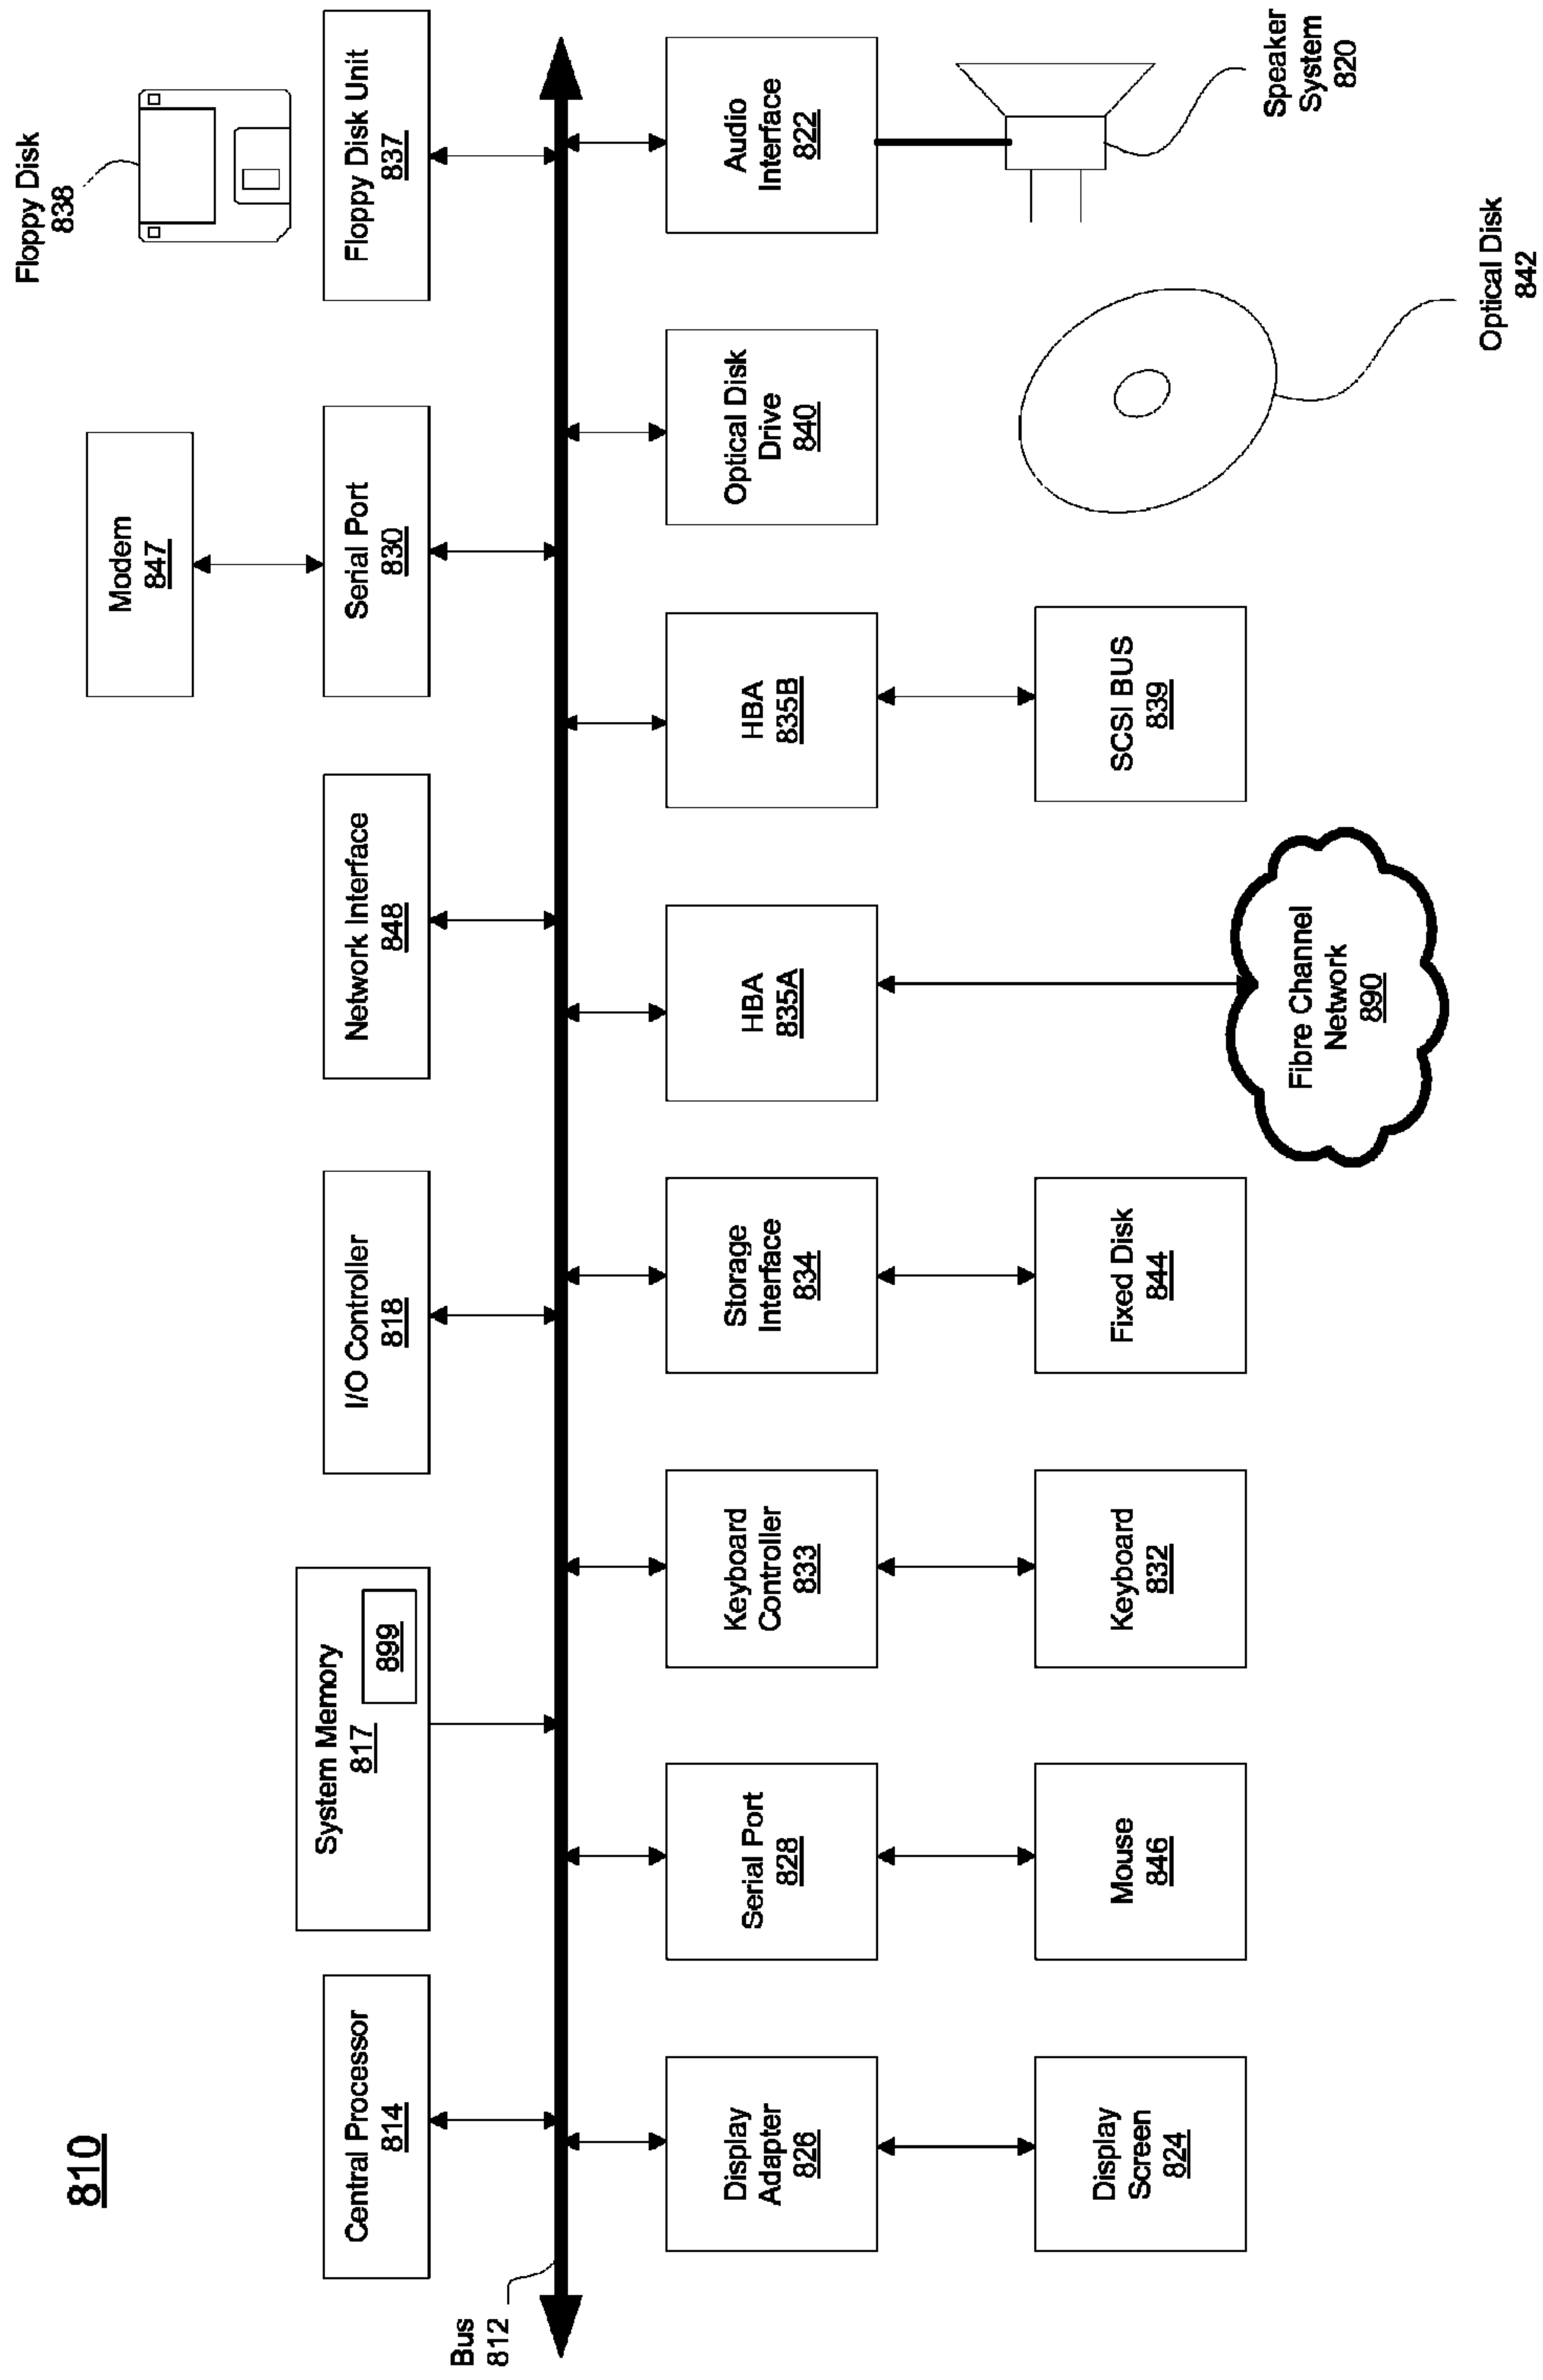 810
Floppy Disk
838
Modem
847
Central Processor
814
System Memory
817
899
I/O Controller
818
Network Interface
848
Serial Port
830
Floppy Disk Unit
837
Bus
812
Display
Adapter
826
Serial Port
828
Keyboard
Controller
833
Storage
Interface
834
HBA
835A
HBA
835B
Optical Disk
Drive
840
Audio
Interface
822
Display
Screen
824
Mouse
846
Keyboard
832
Fixed Disk
844
Fibre Channel
Network
890
SCSI BUS
839
Speaker
System
820
Optical Disk
842